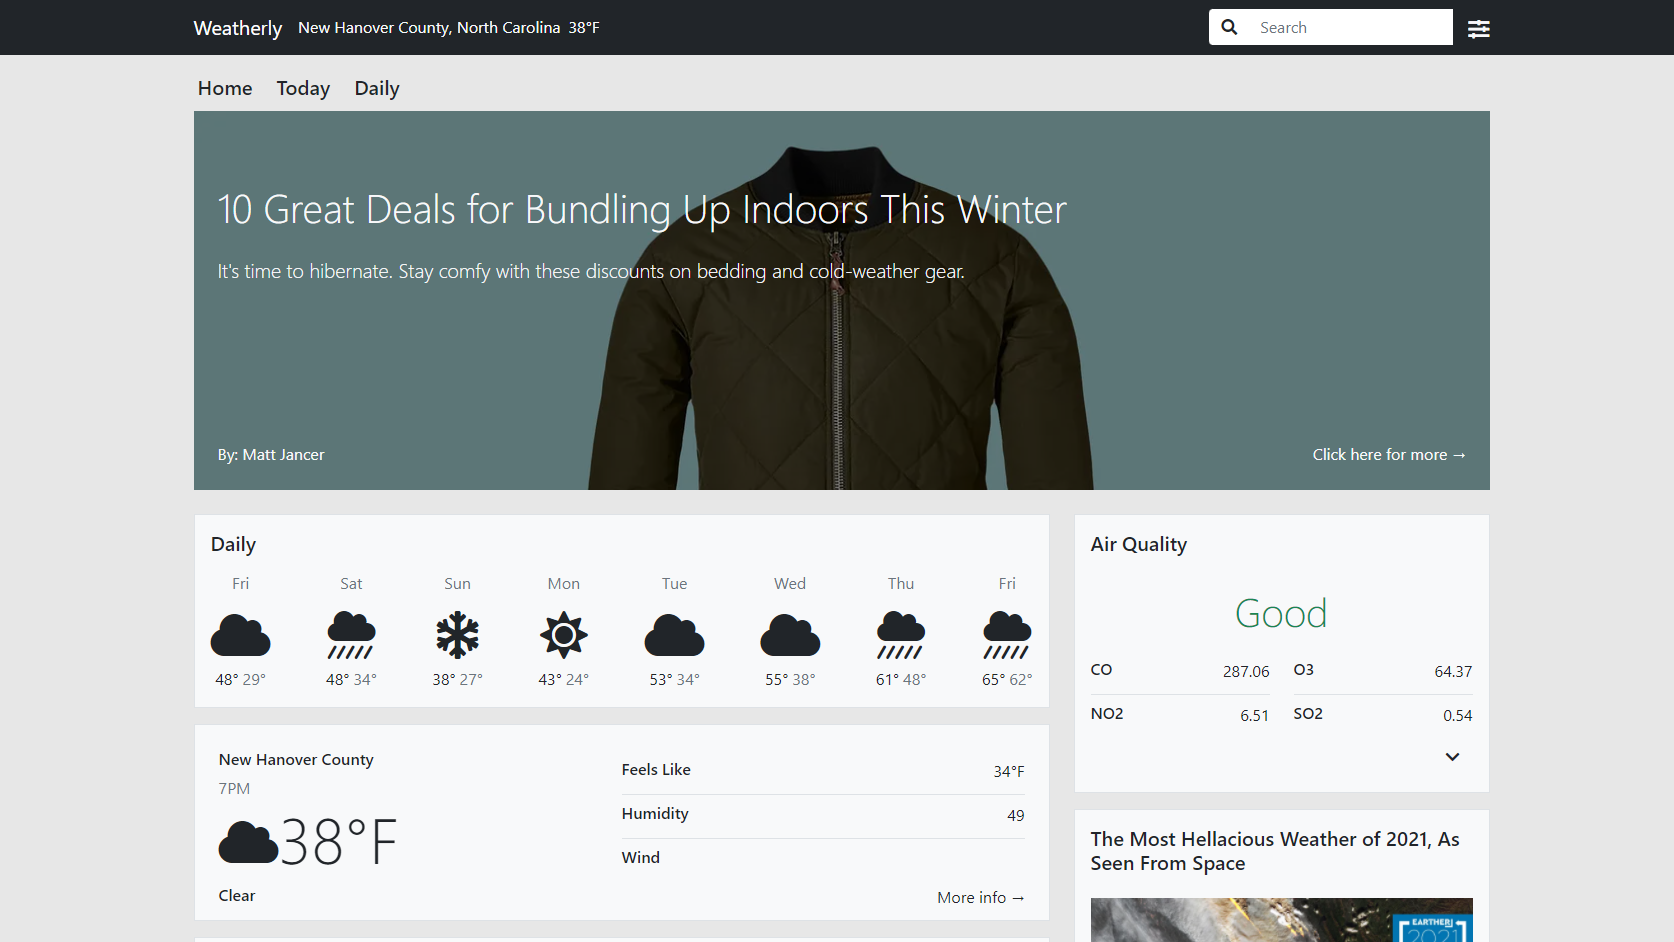 Weatherly New Hanover County, North Carolina 38°F
Search
Home Today Daily
10 Great Deals for Bundling Up Indoors This Winter
It's time to hibernate. Stay comfy with these discounts on bedding and cold-weather gear.
By: Matt Jancer
Click here for more →
Daily
Fri Sat Sun Mon Tue Wed Thu Fri
48° 29° 48° 34° 38° 27° 43° 24° 53° 34° 55° 38° 61° 48° 65° 62°
Air Quality
Good
CO 287.06 O3 64.37
NO2 6.51 SO2 0.54
New Hanover County
7PM
38°F
Clear
Feels Like 34°F
Humidity 49
Wind
More info →
The Most Hellacious Weather of 2021, As
Seen From Space
EARTHER
2021